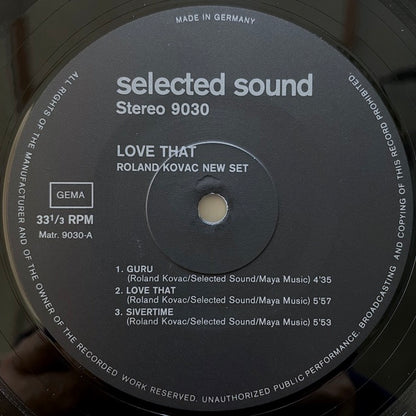 MADE IN GERMANY
selected sound
Stereo 9030
LOVE THAT
ROLAND KOVAC NEW SET
GEMA
33 1/3 RPM
Matr. 9030-A
1. GURU
(Roland Kovac/Selected Sound/Maya Music) 4'35
2. LOVE THAT
(Roland Kovac/Selected Sound/Maya Music) 5'57
3. SIVERTIME
(Roland Kovac/Selected Sound/Maya Music) 5'53
ALL RIGHTS OF THE MANUFACTURER AND OF THE OWNER OF THE RECORDED WORK RESERVED. UNAUTHORIZED PUBLIC PERFORMANCE, BROADCASTING AND COPYING OF THIS RECORD PROHIBITED